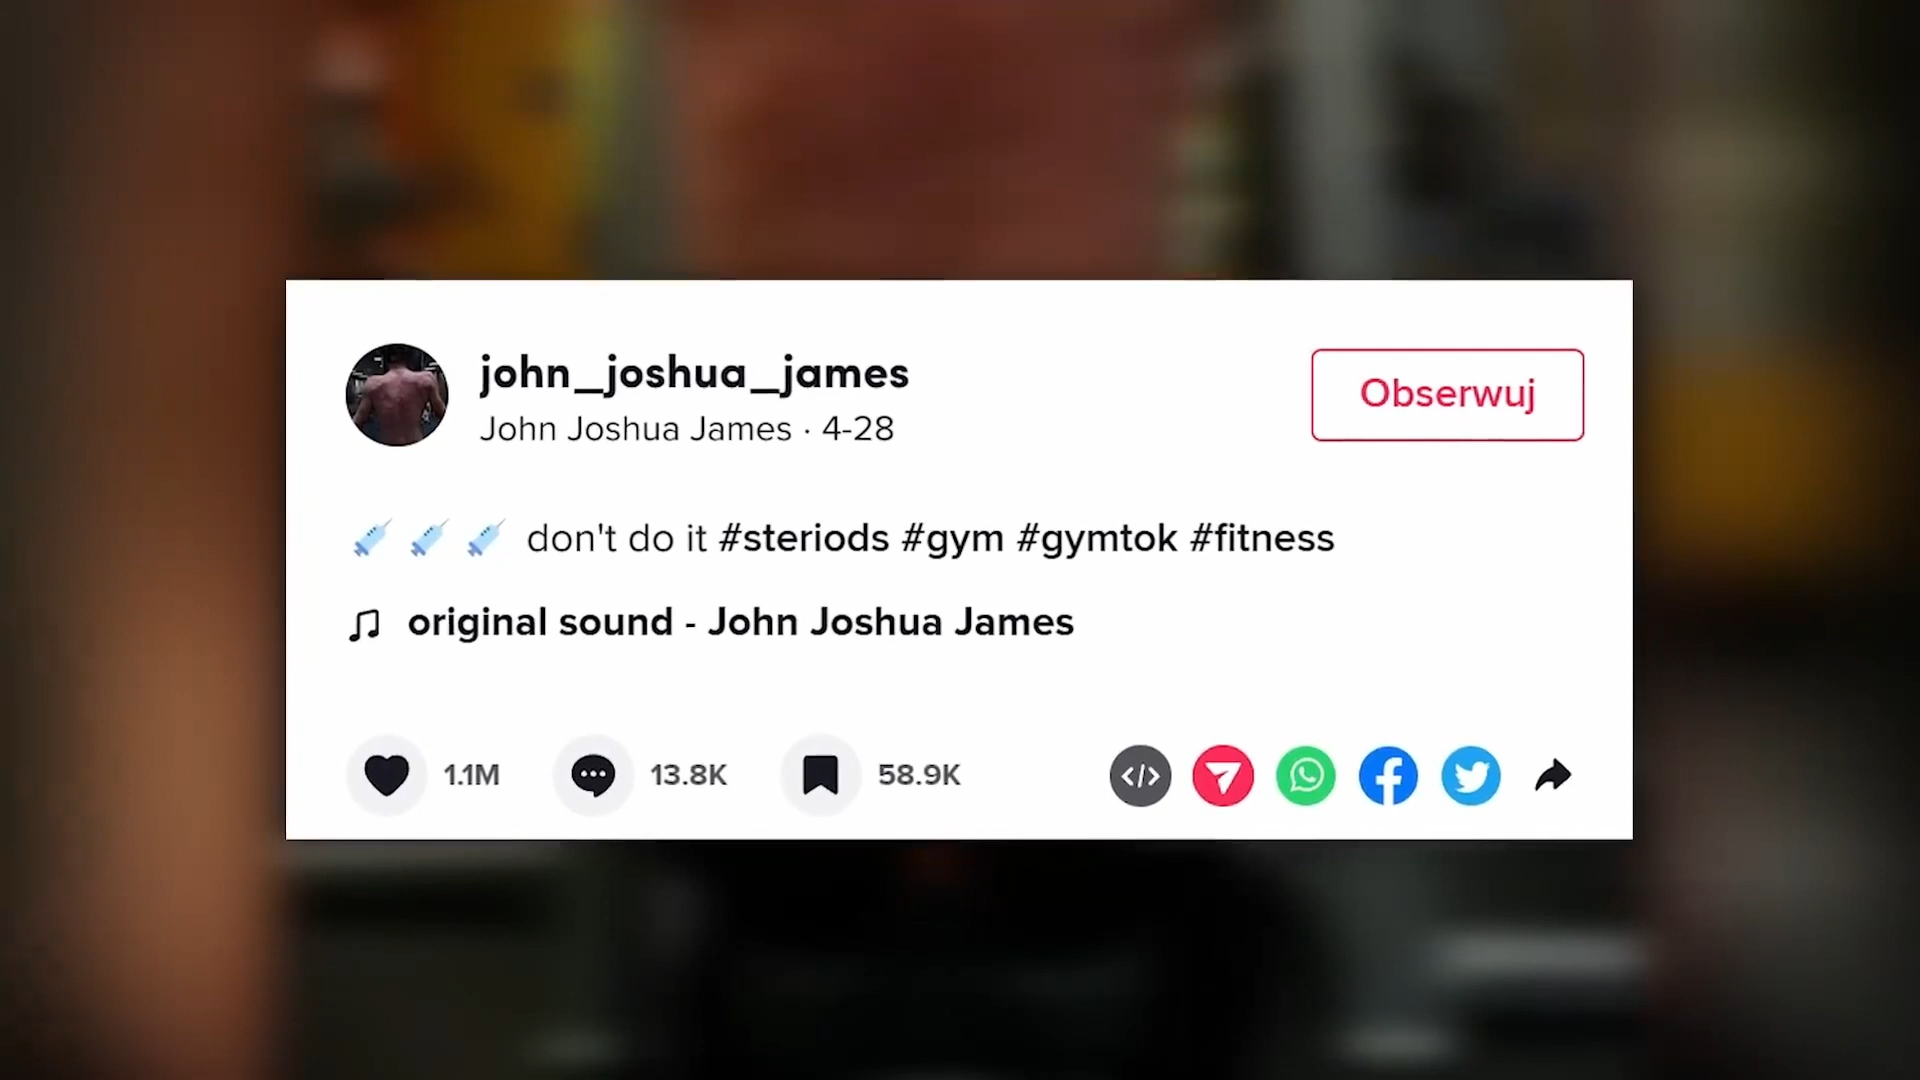 john_joshua_james
John Joshua James · 4-28
Obserwuj
don't do it #steriods #gym #gymtok #fitness
original sound - John Joshua James
1.1M
13.8K
58.9K